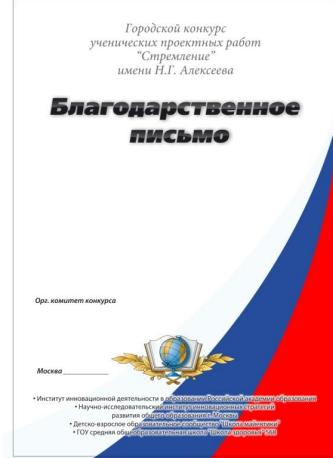 Городской конкурс
ученических проектных работ
"Стремление"
имени Н.Г. Алексеева
Благодарственное
письмо
Орг. комитет конкурса
Москва
• Институт инновационной деятельности в образовании Российской академии образования
• Научно-исследовательский институт инновационных стратегий
развития общего образования г. Москвы
• Детско-взрослое образовательное сообщество "Школа маевтики"
• ГОУ средняя общеобразовательная школа "Школа здоровья"